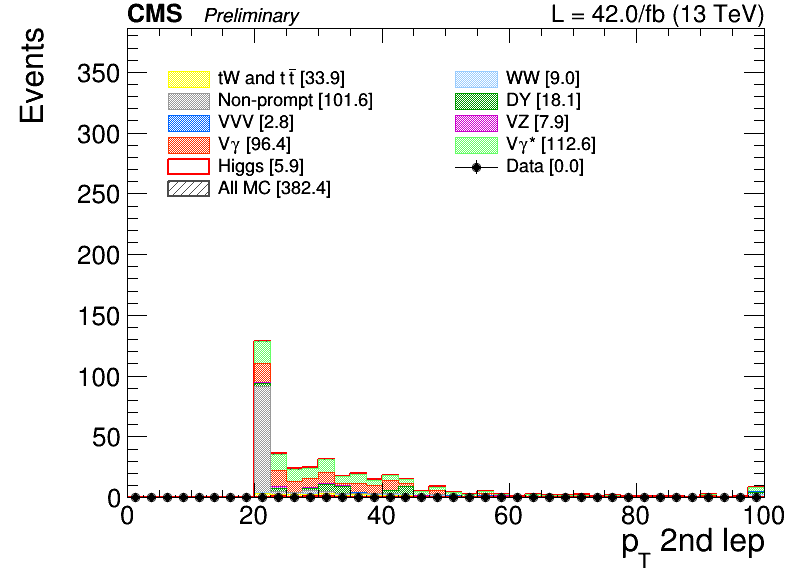 CMS Preliminary L = 42.0/fb (13 TeV)
Events
350
300
250
200
150
100
50
0
tW and tt̄ [33.9]
Non-prompt [101.6]
VVV [2.8]
Vγ [96.4]
Higgs [5.9]
All MC [382.4]
WW [9.0]
DY [18.1]
VZ [7.9]
Vγ* [112.6]
Data [0.0]
0 20 40 60 80 100
p_T 2nd lep